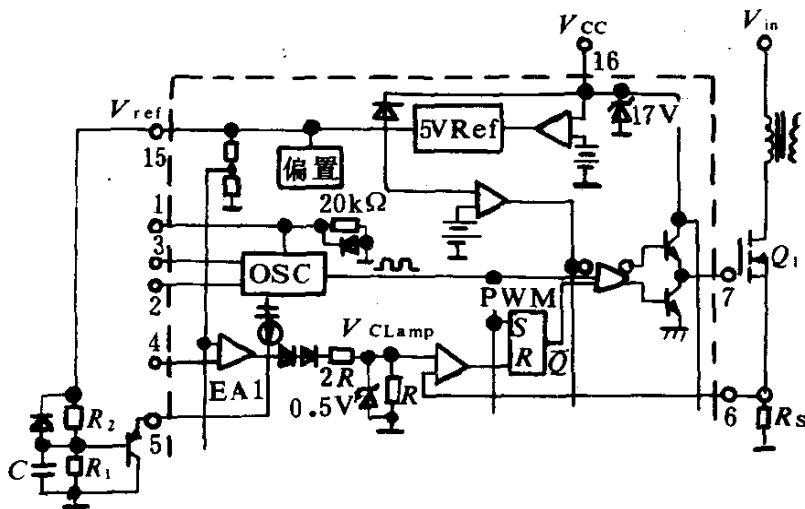 V_CC
16
V_in
V_ref
15
5VRef
17V
偏置
1
20kΩ
3
OSC
2
PWM
7
Q_1
4
V_CLamp
S
R
Q̄
EA1
2R
0.5V
R
R_2
5
6
R_S
C
R_1